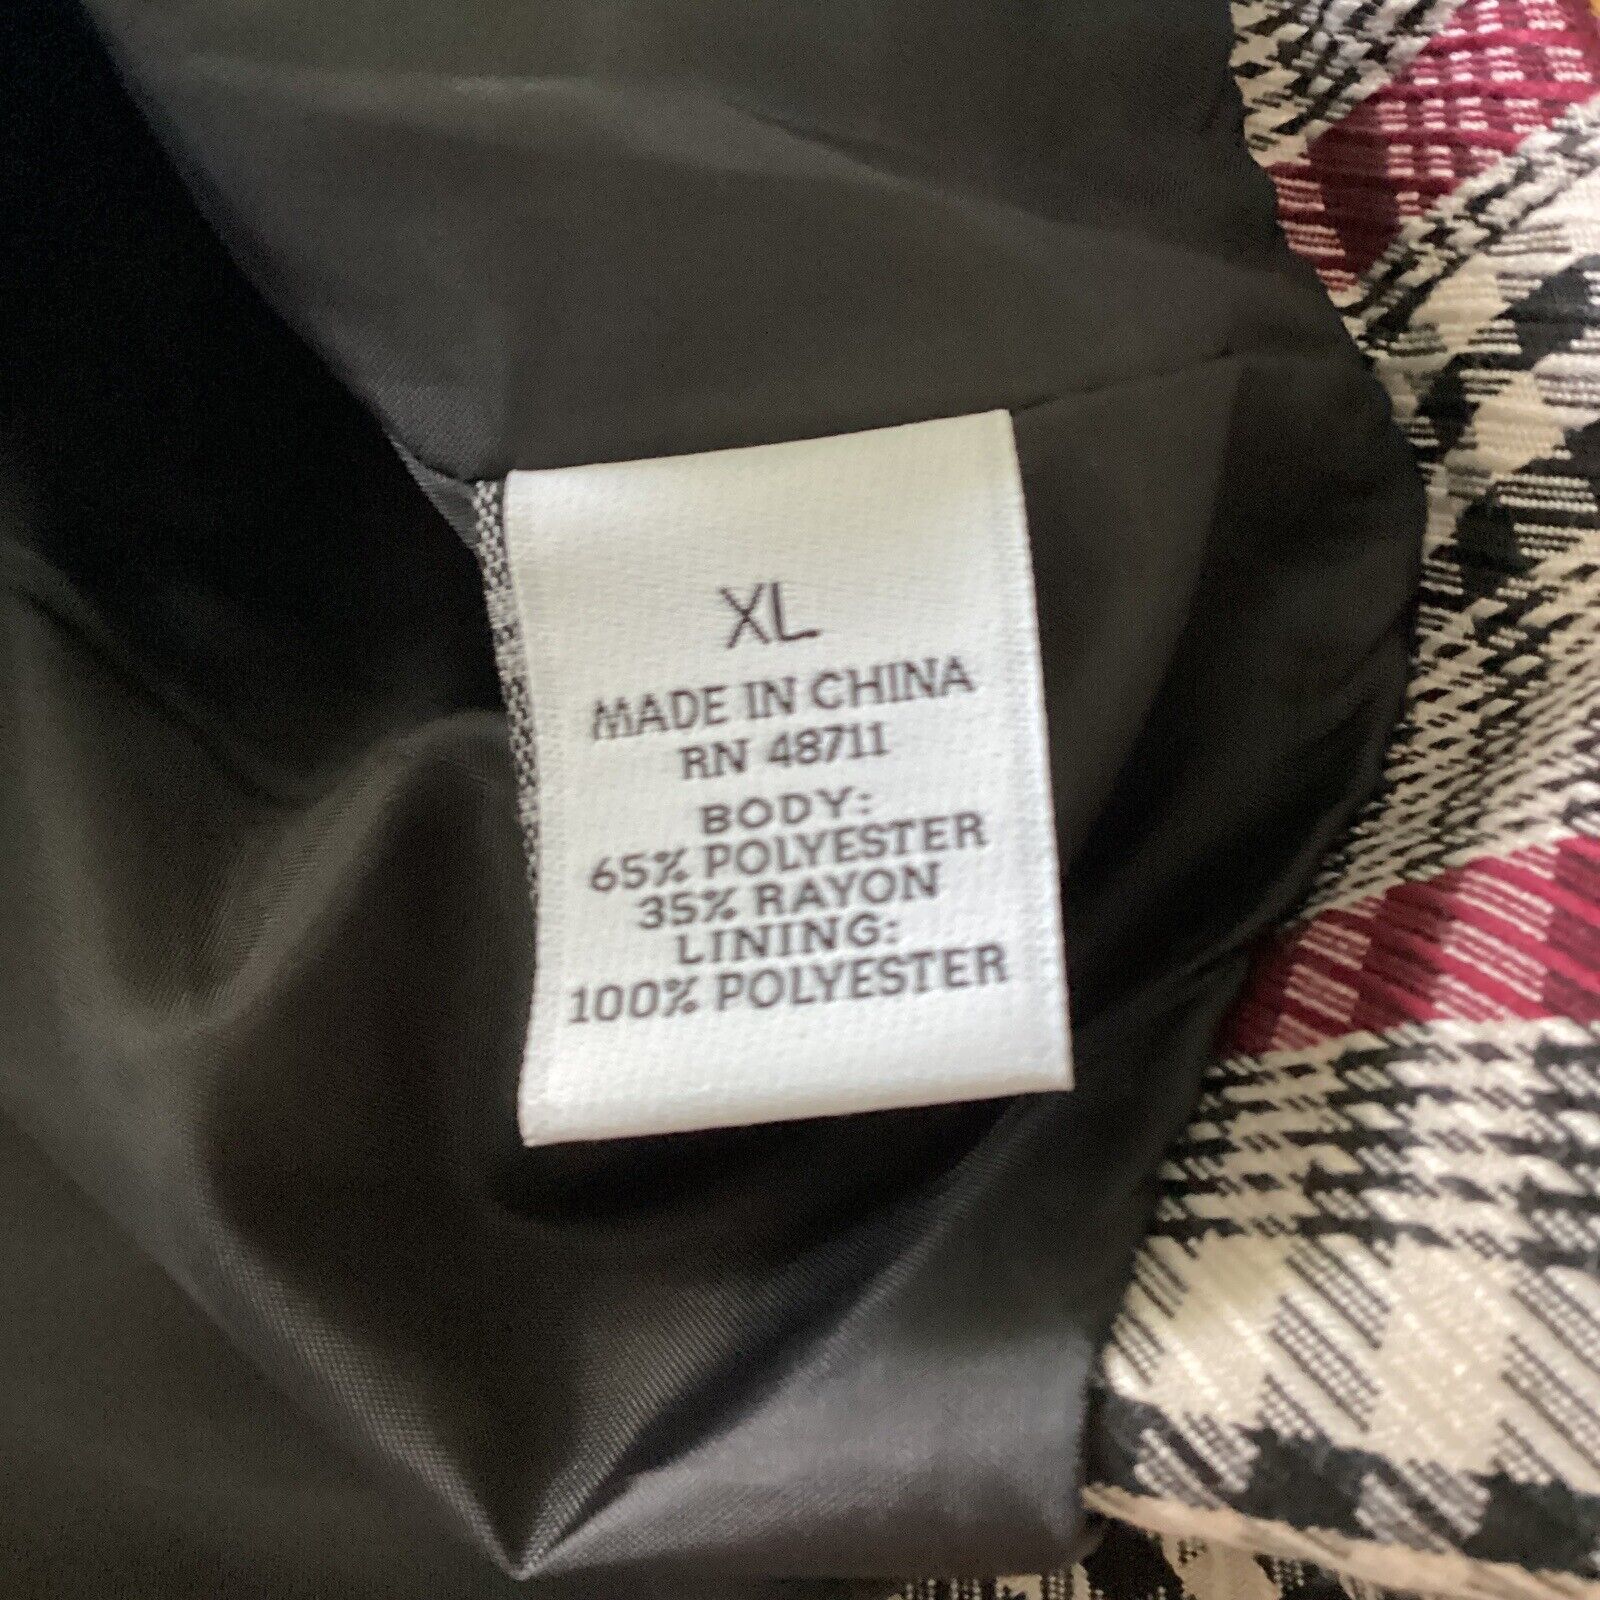 XL
MADE IN CHINA
RN 48711
BODY:
65% POLYESTER
35% RAYON
LINING:
100% POLYESTER